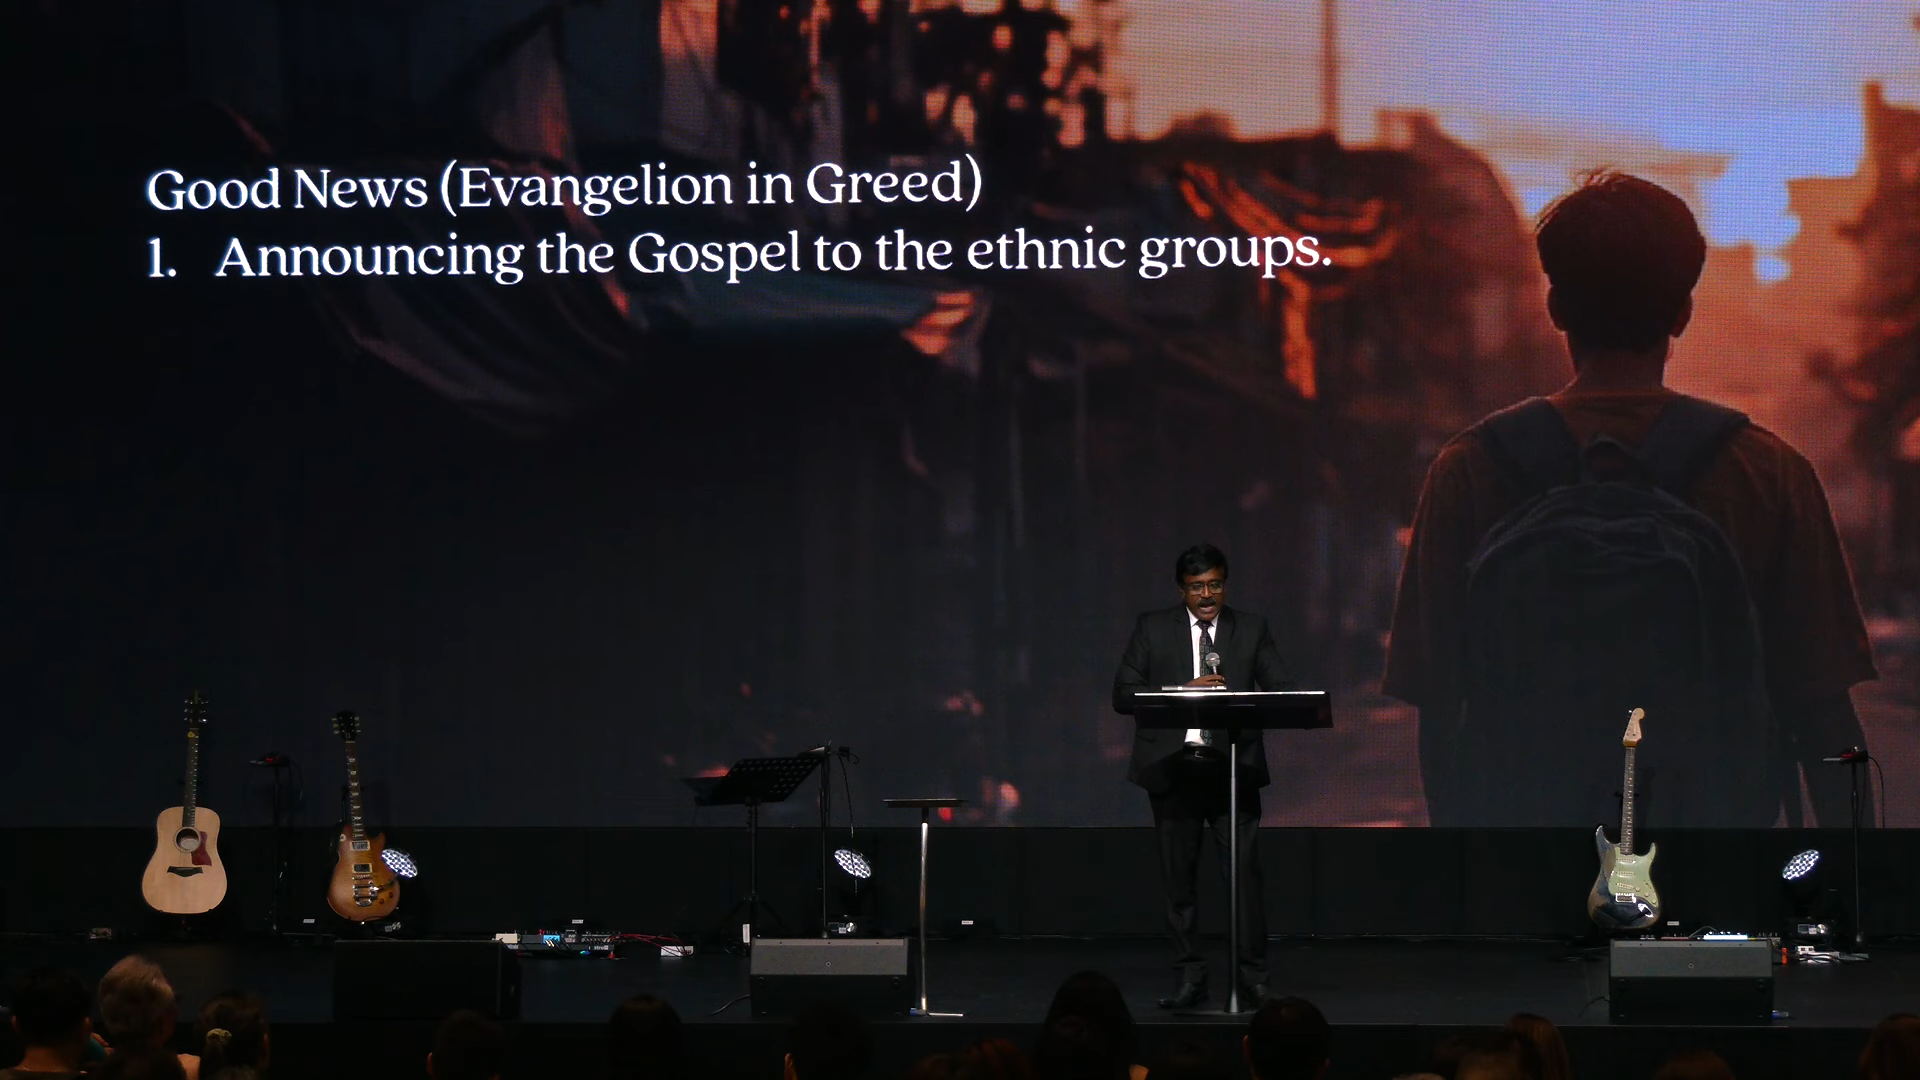 Good News (Evangelion in Greed)
1. Announcing the Gospel to the ethnic groups.